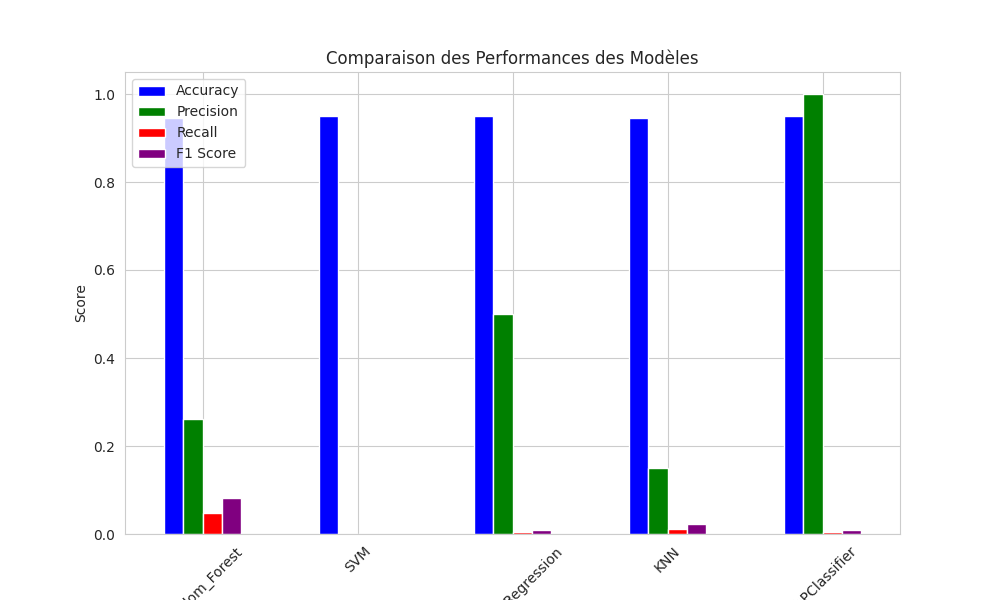 Comparaison des Performances des Modèles
Accuracy
Precision
Recall
F1 Score
Score
1.0
0.8
0.6
0.4
0.2
0.0
dom_Forest
SVM
Regression
KNN
PClassifier